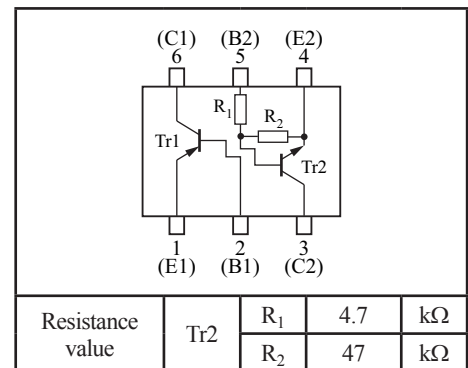 (C1) (B2) (E2)
6 5 4
R1 R2
Tr1
Tr2
1 2 3
(E1) (B1) (C2)
Resistance value Tr2 R1 4.7 kΩ
R2 47 kΩ